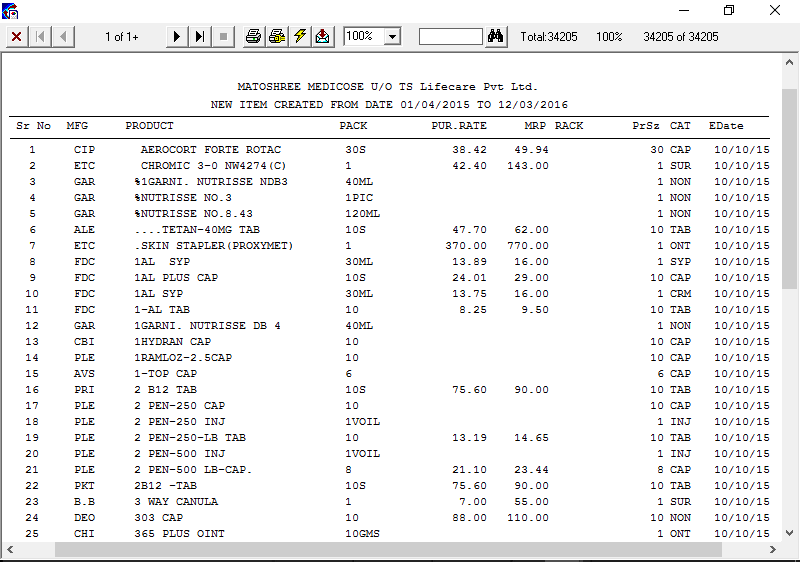 1 of 1+ 100% Total:34205 100% 34205 of 34205
MATOSHREE MEDICOSE U/O TS Lifecare Pvt Ltd.
NEW ITEM CREATED FROM DATE 01/04/2015 TO 12/03/2016
Sr No MFG PRODUCT PACK PUR.RATE MRP RACK PrSz CAT EDate
1 CIP AEROCORT FORTE ROTAC 30S 38.42 49.94 30 CAP 10/10/15
2 ETC CHROMIC 3-0 NW4274(C) 1 42.40 143.00 1 SUR 10/10/15
3 GAR %1GARNI. NUTRISSE NDB3 40ML 1 NON 10/10/15
4 GAR %NUTRISSE NO.3 1PIC 1 NON 10/10/15
5 GAR %NUTRISSE NO.8.43 120ML 1 NON 10/10/15
6 ALE ....TETAN-40MG TAB 10S 47.70 62.00 10 TAB 10/10/15
7 ETC .SKIN STAPLER(PROXYMET) 1 370.00 770.00 1 ONT 10/10/15
8 FDC 1AL SYP 30ML 13.89 16.00 1 SYP 10/10/15
9 FDC 1AL PLUS CAP 10S 24.01 29.00 10 CAP 10/10/15
10 FDC 1AL SYP 30ML 13.75 16.00 1 CRM 10/10/15
11 FDC 1-AL TAB 10 8.25 9.50 10 TAB 10/10/15
12 GAR 1GARNI. NUTRISSE DB 4 40ML 1 NON 10/10/15
13 CBI 1HYDRAN CAP 10 10 CAP 10/10/15
14 PLE 1RAMLOZ-2.5CAP 10 10 CAP 10/10/15
15 AVS 1-TOP CAP 6 6 CAP 10/10/15
16 PRI 2 B12 TAB 10S 75.60 90.00 10 TAB 10/10/15
17 PLE 2 PEN-250 CAP 10 10 CAP 10/10/15
18 PLE 2 PEN-250 INJ 1VOIL 1 INJ 10/10/15
19 PLE 2 PEN-250-LB TAB 10 13.19 14.65 10 TAB 10/10/15
20 PLE 2 PEN-500 INJ 1VOIL 1 INJ 10/10/15
21 PLE 2 PEN-500 LB-CAP. 8 21.10 23.44 8 CAP 10/10/15
22 PKT 2B12 -TAB 10S 75.60 90.00 10 TAB 10/10/15
23 B.B 3 WAY CANULA 1 7.00 55.00 1 SUR 10/10/15
24 DEO 303 CAP 10 88.00 110.00 10 NON 10/10/15
25 CHI 365 PLUS OINT 10GMS 1 ONT 10/10/15